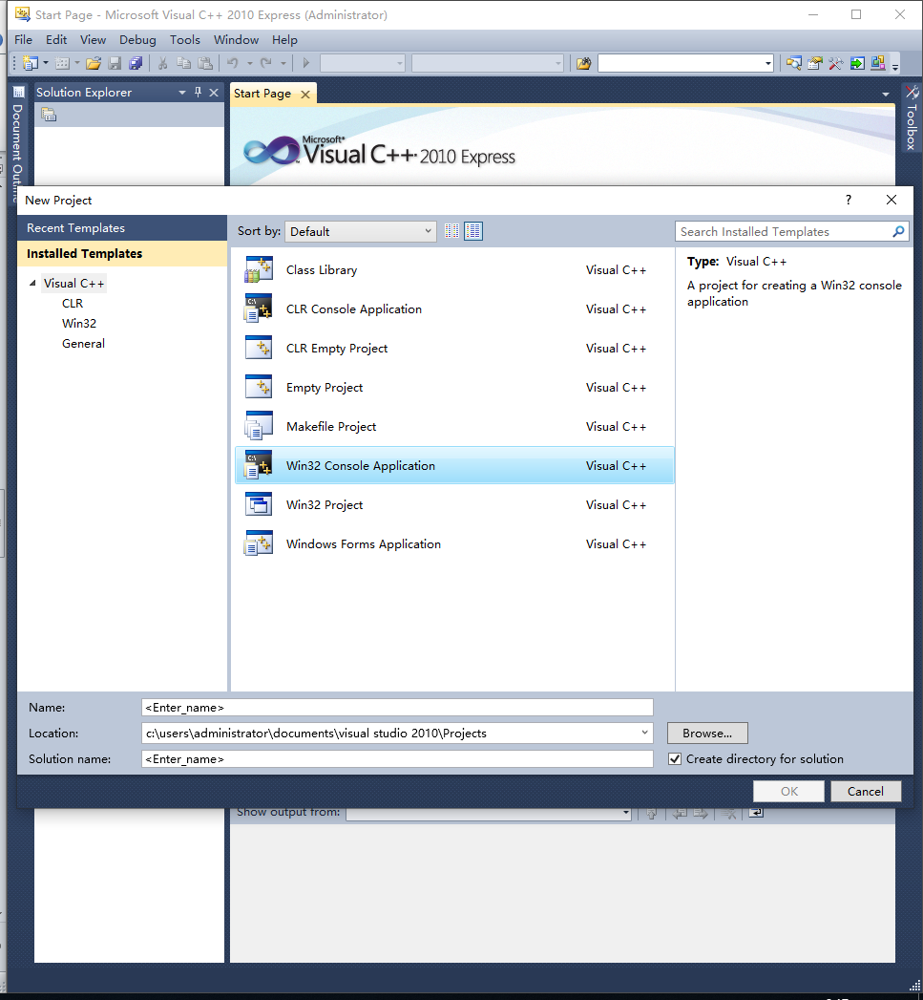 Start Page - Microsoft Visual C++ 2010 Express (Administrator)
File Edit View Debug Tools Window Help
Solution Explorer
Start Page
Document Outline
Toolbox
Microsoft®
Visual C++ 2010 Express
New Project
?
Recent Templates
Installed Templates
Visual C++
CLR
Win32
General
Sort by: Default
Search Installed Templates
Class Library Visual C++
CLR Console Application Visual C++
CLR Empty Project Visual C++
Empty Project Visual C++
Makefile Project Visual C++
Win32 Console Application Visual C++
Win32 Project Visual C++
Windows Forms Application Visual C++
Type: Visual C++
A project for creating a Win32 console
application
Name: <Enter_name>
Location: c:\users\administrator\documents\visual studio 2010\Projects Browse...
Solution name: <Enter_name> Create directory for solution
OK Cancel
Show output from: